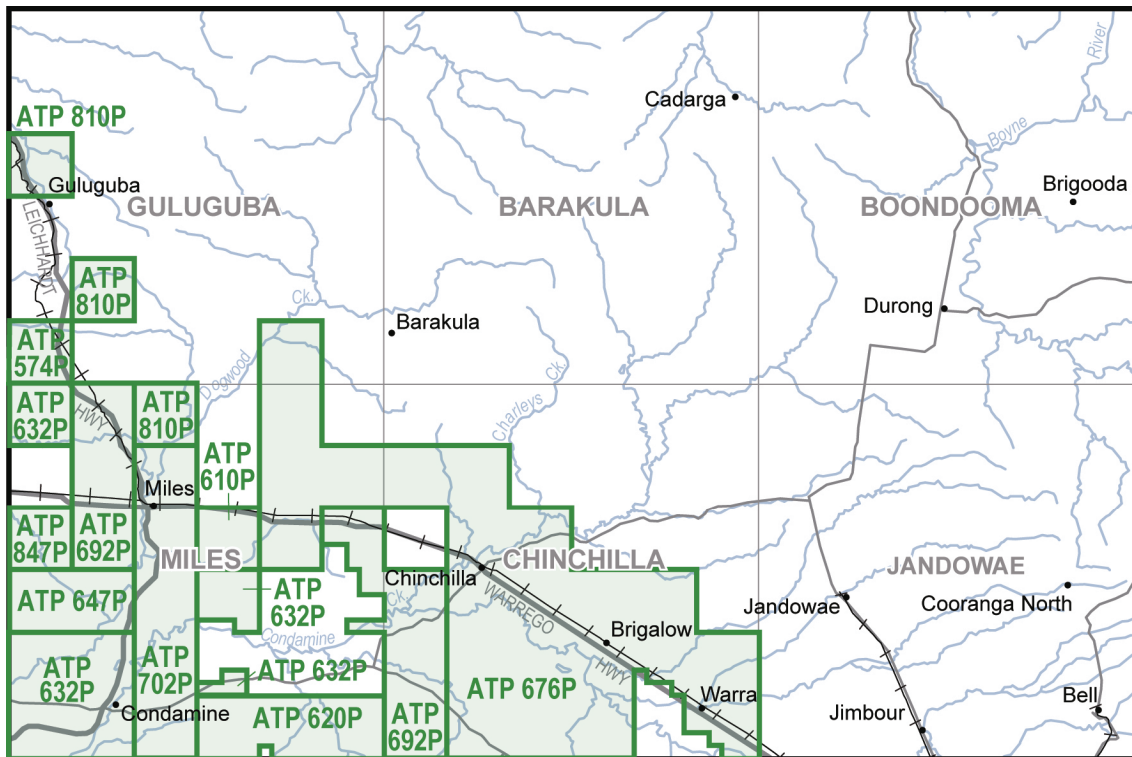 River
Cadarga
ATP 810P
Boyne
Guluguba
Brigooda
GULUGUBA
BARAKULA
BOONDOOMA
LEICHHARDT
ATP
810P
Ck.
Durong
Barakula
ATP
574P
Dogwood
Ck.
ATP
632P
HWY
ATP
810P
Charleys
ATP
610P
Miles
ATP
847P
ATP
692P
MILES
CHINCHILLA
JANDOWAE
Chinchilla
ATP
632P
Ck.
WARREGO
Jandowae
Cooranga North
ATP 647P
Condamine
Brigalow
HWY
ATP
632P
ATP
702P
ATP 632P
ATP 676P
Warra
Bell
Condamine
ATP 620P
ATP
692P
Jimbour